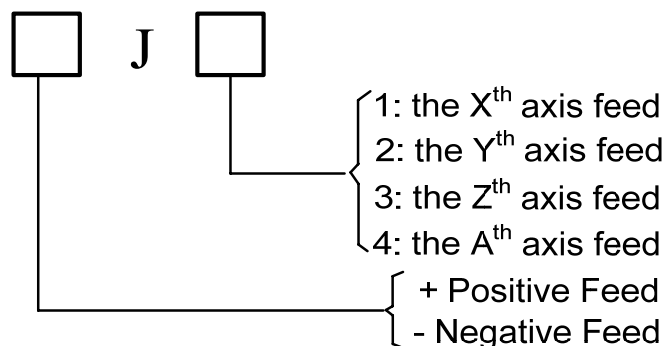 J
1: the Xth axis feed
2: the Yth axis feed
3: the Zth axis feed
4: the Ath axis feed
+ Positive Feed
- Negative Feed